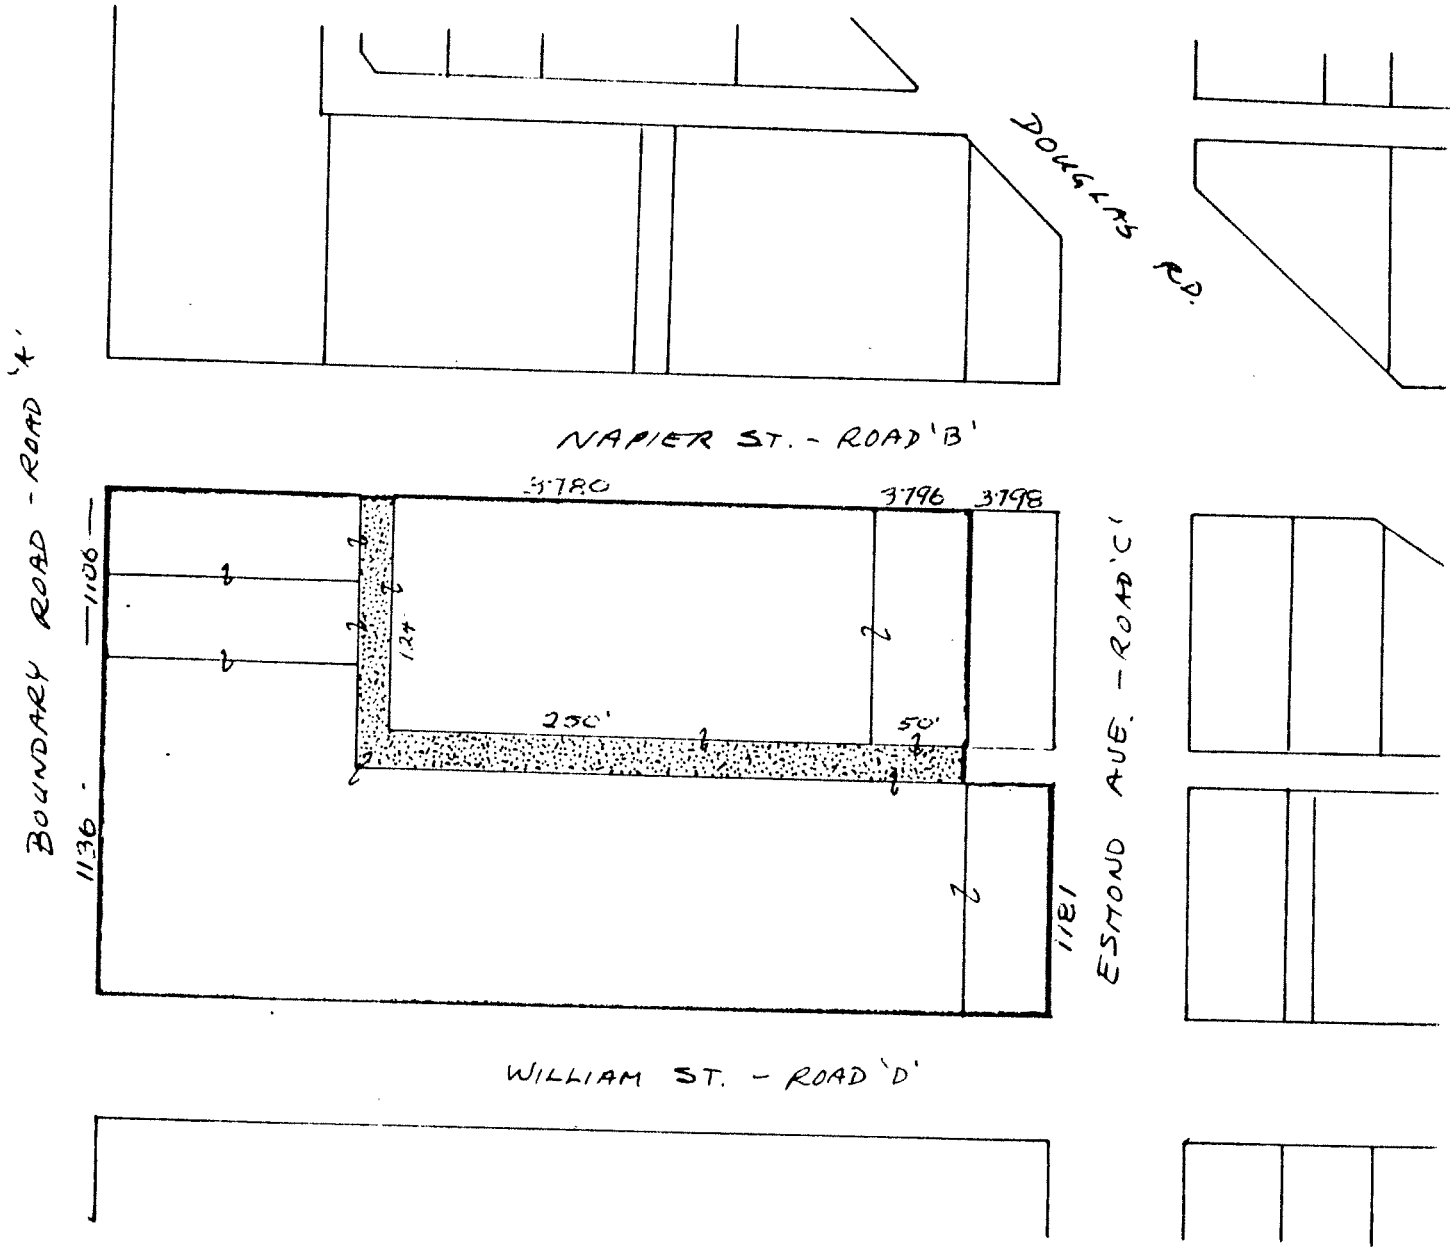 DOUGLAS RD.
NAPIER ST. - ROAD 'B'
3780
3796
3798
BOUNDARY ROAD - ROAD 'A'
1106
1136
124'
250'
50'
ESMOND AVE. - ROAD 'C'
1181
WILLIAM ST. - ROAD 'D'